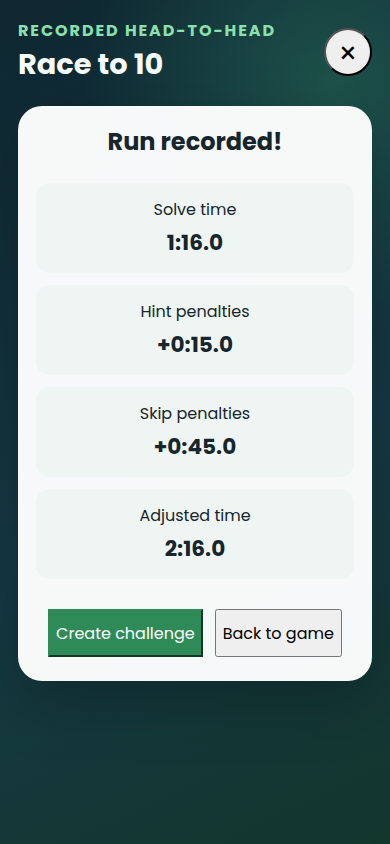 RECORDED HEAD-TO-HEAD
Race to 10
×
Run recorded!
Solve time
1:16.0
Hint penalties
+0:15.0
Skip penalties
+0:45.0
Adjusted time
2:16.0
Create challenge
Back to game